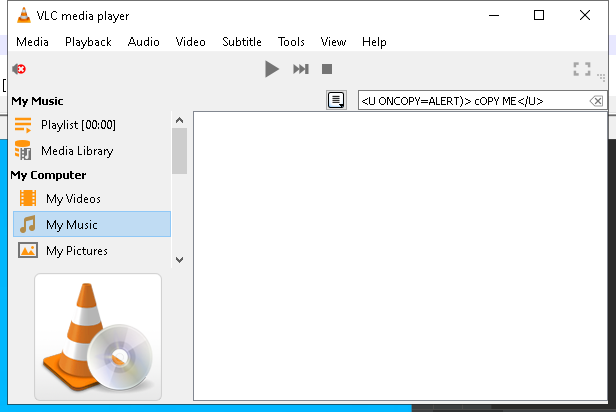 VLC media player
Media Playback Audio Video Subtitle Tools View Help
My Music
<U ONCOPY=ALERT)> cOPY ME</U>
Playlist [00:00]
Media Library
My Computer
My Videos
My Music
My Pictures